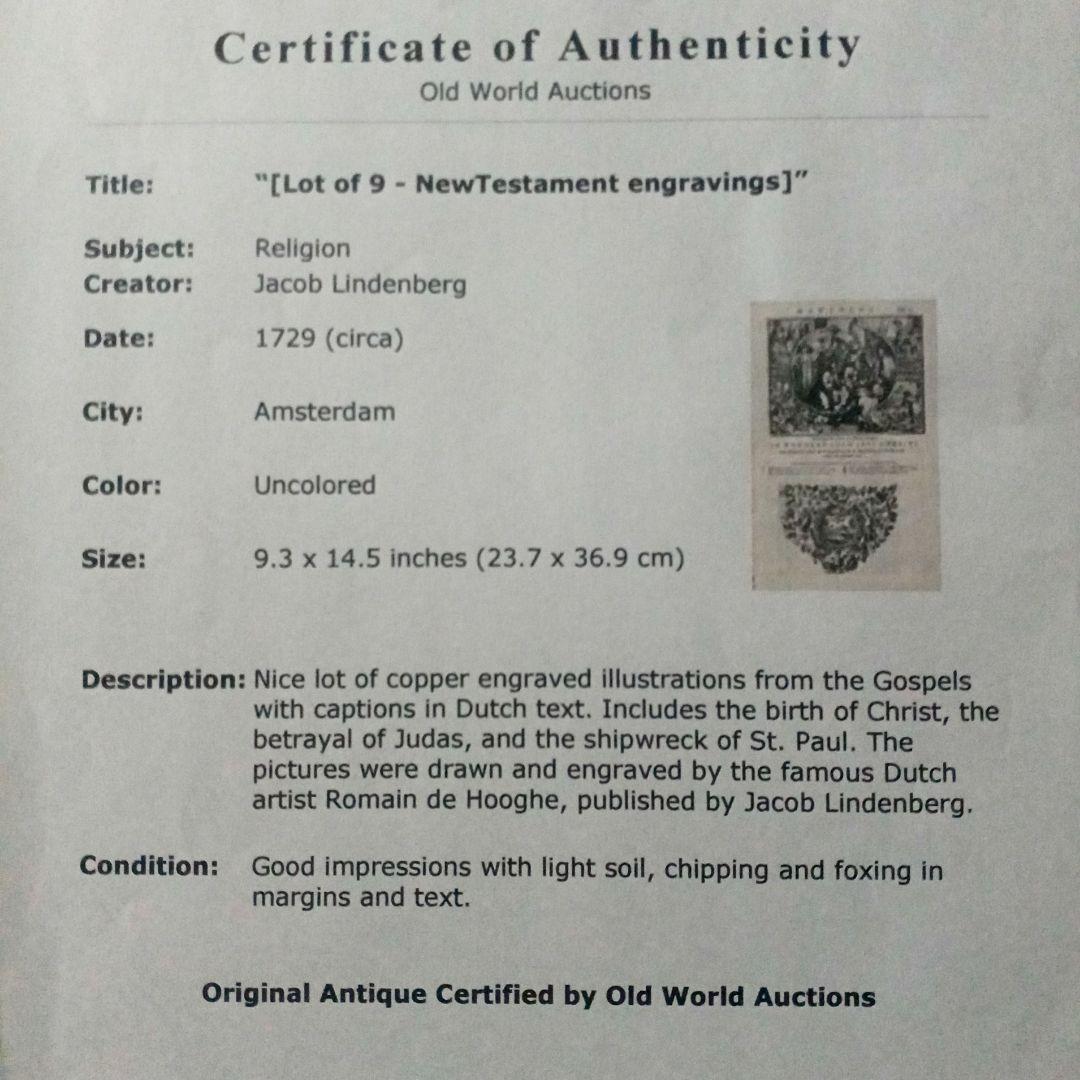 Certificate of Authenticity
Old World Auctions
Title: "[Lot of 9 - NewTestament engravings]"
Subject: Religion
Creator: Jacob Lindenberg
Date: 1729 (circa)
City: Amsterdam
Color: Uncolored
Size: 9.3 x 14.5 inches (23.7 x 36.9 cm)
Description: Nice lot of copper engraved illustrations from the Gospels
with captions in Dutch text. Includes the birth of Christ, the
betrayal of Judas, and the shipwreck of St. Paul. The
pictures were drawn and engraved by the famous Dutch
artist Romain de Hooghe, published by Jacob Lindenberg.
Condition: Good impressions with light soil, chipping and foxing in
margins and text.
Original Antique Certified by Old World Auctions